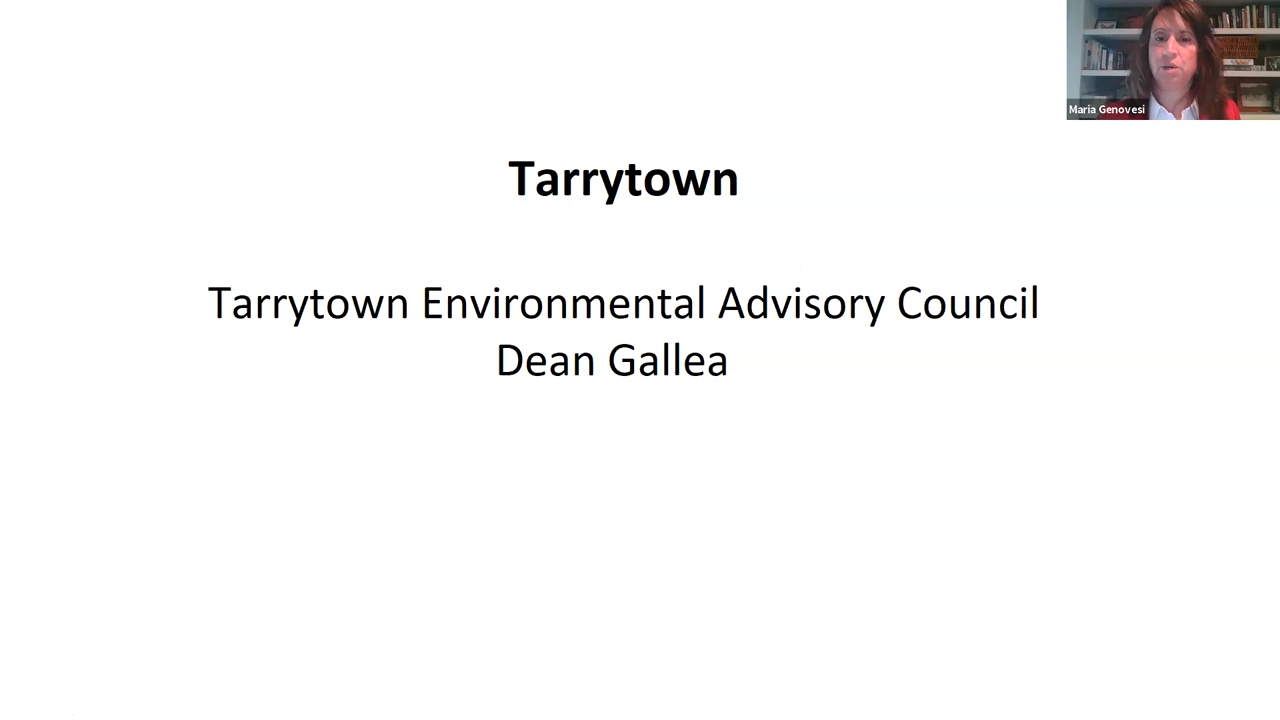 Maria Genovesi
Tarrytown
Tarrytown Environmental Advisory Council
Dean Gallea